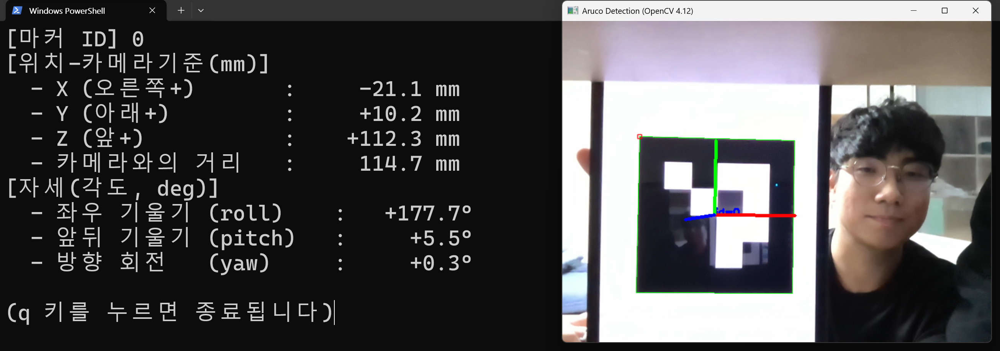 Windows PowerShell
[마커 ID] 0
[위치-카메라기준(mm)]
- X (오른쪽+) : -21.1 mm
- Y (아래+) : +10.2 mm
- Z (앞+) : +112.3 mm
- 카메라와의 거리 : 114.7 mm
[자세(각도, deg)]
- 좌우 기울기 (roll) : +177.7°
- 앞뒤 기울기 (pitch) : +5.5°
- 방향 회전 (yaw) : +0.3°
(q 키를 누르면 종료됩니다)
Aruco Detection (OpenCV 4.12)
id=0